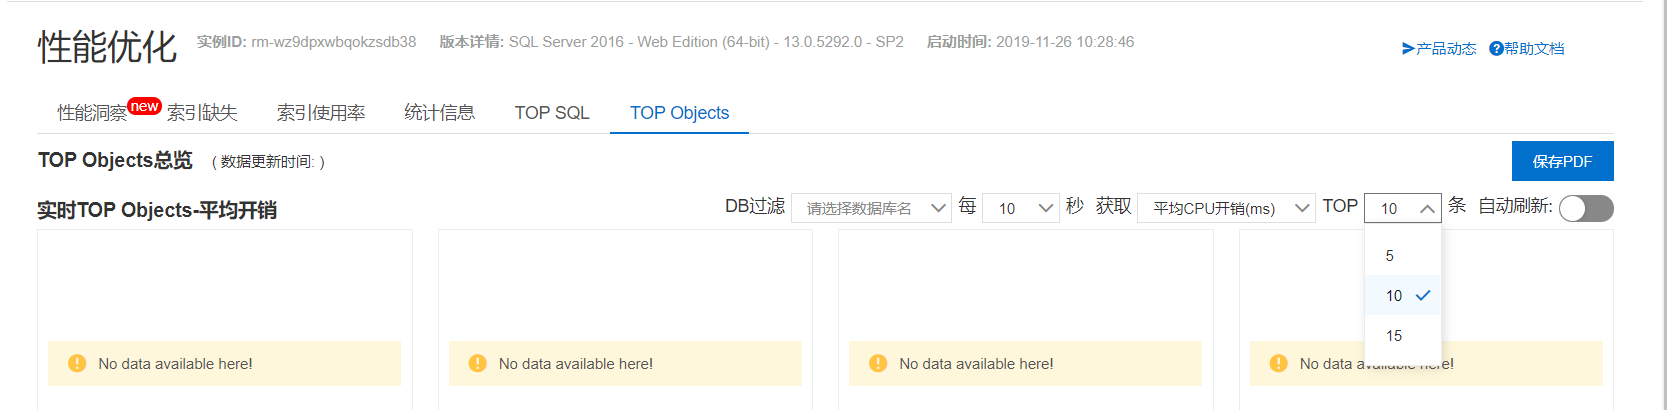 性能优化 实例ID: rm-wz9dpxwbqokzsdb38 版本详情: SQL Server 2016 - Web Edition (64-bit) - 13.0.5292.0 - SP2 启动时间: 2019-11-26 10:28:46 产品动态 帮助文档
性能洞察 new 索引缺失 索引使用率 统计信息 TOP SQL TOP Objects
TOP Objects总览 ( 数据更新时间: ) 保存PDF
实时TOP Objects-平均开销 DB过滤 请选择数据库名 每 10 秒 获取 平均CPU开销(ms) TOP 10 条 自动刷新:
5
10
15
No data available here! No data available here! No data available here! No data available here!